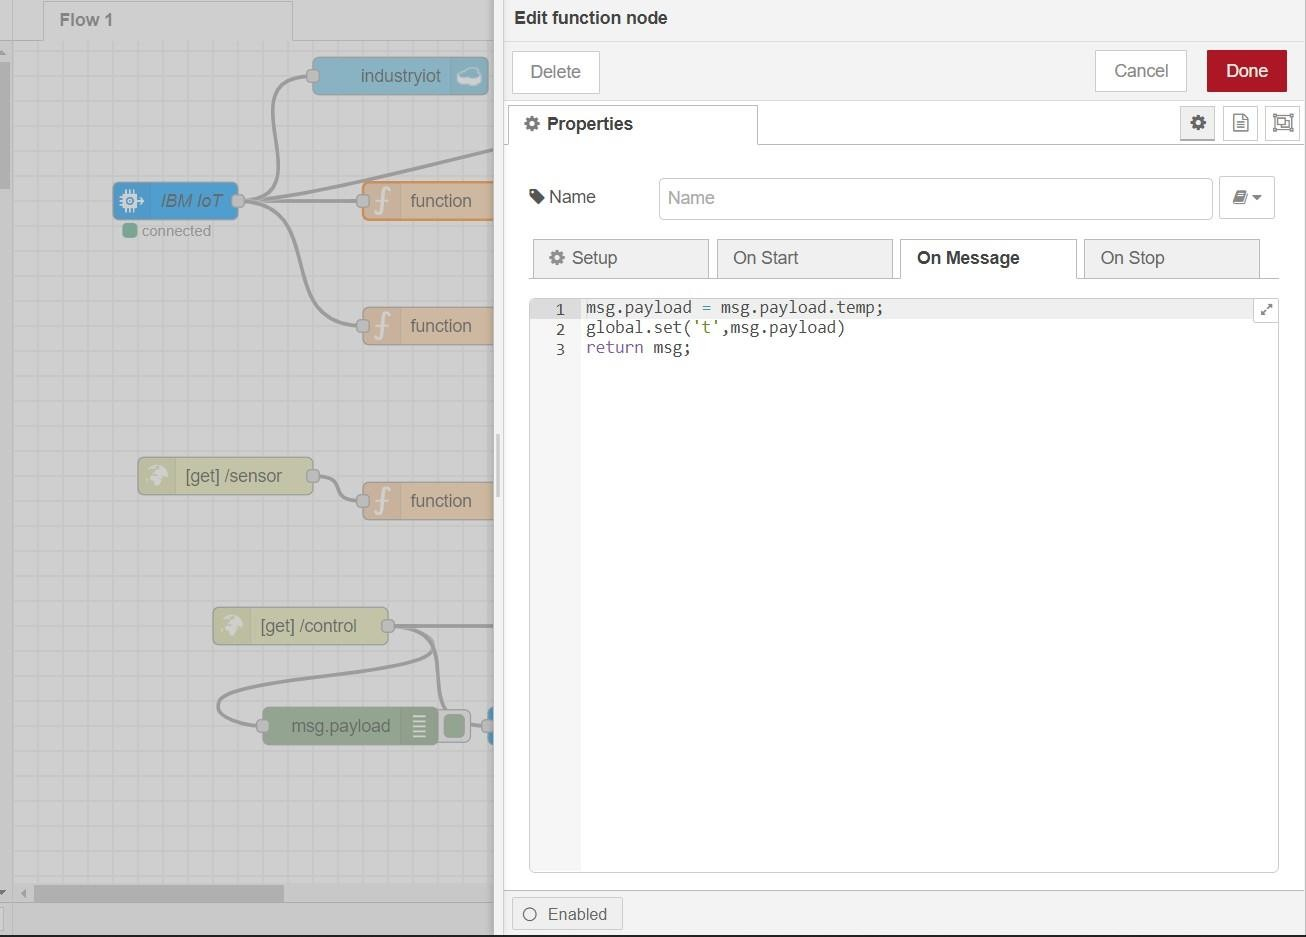 Flow 1
industryiot
IBM IoT
connected
function
function
[get] /sensor
function
[get] /control
msg.payload
Edit function node
Delete
Cancel
Done
Properties
Name
Name
Setup
On Start
On Message
On Stop
1 msg.payload = msg.payload.temp;
2 global.set('t',msg.payload)
3 return msg;
Enabled